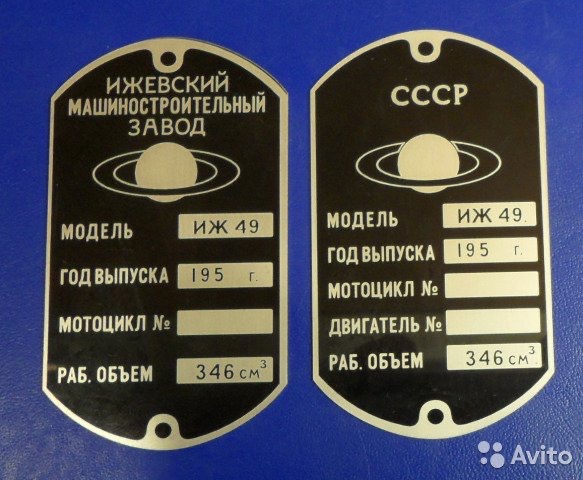 ИЖЕВСКИЙ
МАШИНОСТРОИТЕЛЬНЫЙ
ЗАВОД
МОДЕЛЬ ИЖ 49
ГОД ВЫПУСКА 195 г.
МОТОЦИКЛ №
РАБ. ОБЪЕМ 346 см³
СССР
МОДЕЛЬ ИЖ 49.
ГОД ВЫПУСКА 195 г.
МОТОЦИКЛ №
ДВИГАТЕЛЬ №
РАБ. ОБЪЕМ 346 см³
Avito